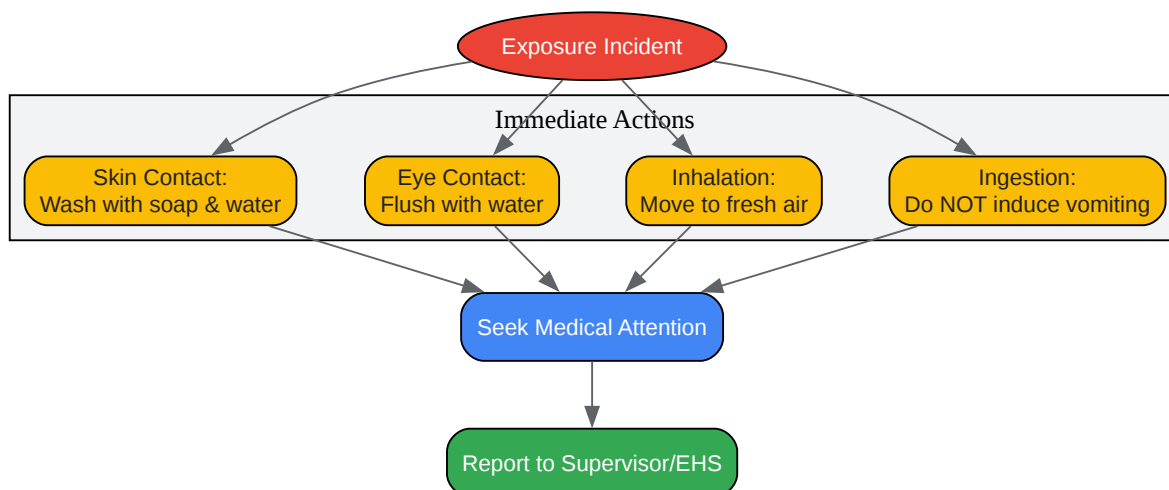 Exposure Incident
Immediate Actions
Skin Contact:
Wash with soap & water
Eye Contact:
Flush with water
Inhalation:
Move to fresh air
Ingestion:
Do NOT induce vomiting
Seek Medical Attention
Report to Supervisor/EHS